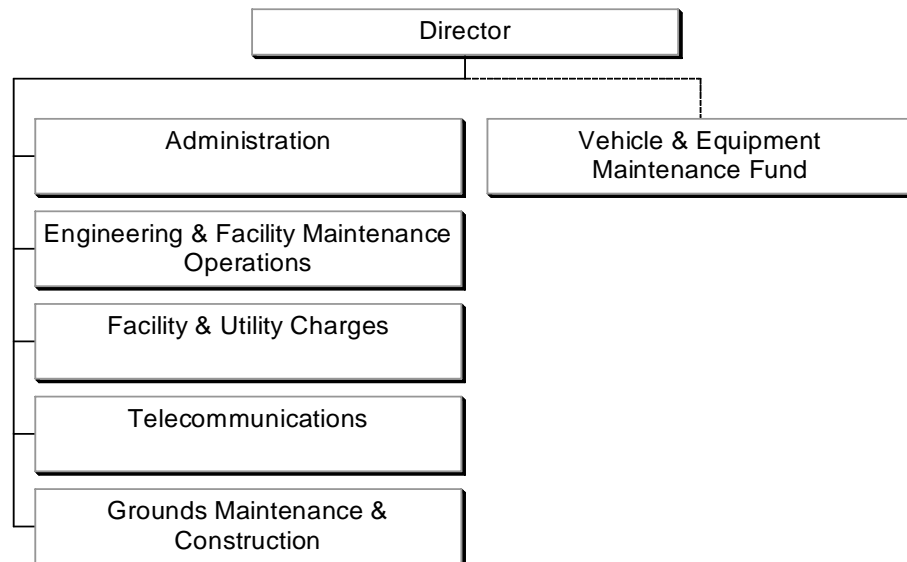 Director
Administration
Vehicle & Equipment
Maintenance Fund
Engineering & Facility Maintenance
Operations
Facility & Utility Charges
Telecommunications
Grounds Maintenance &
Construction